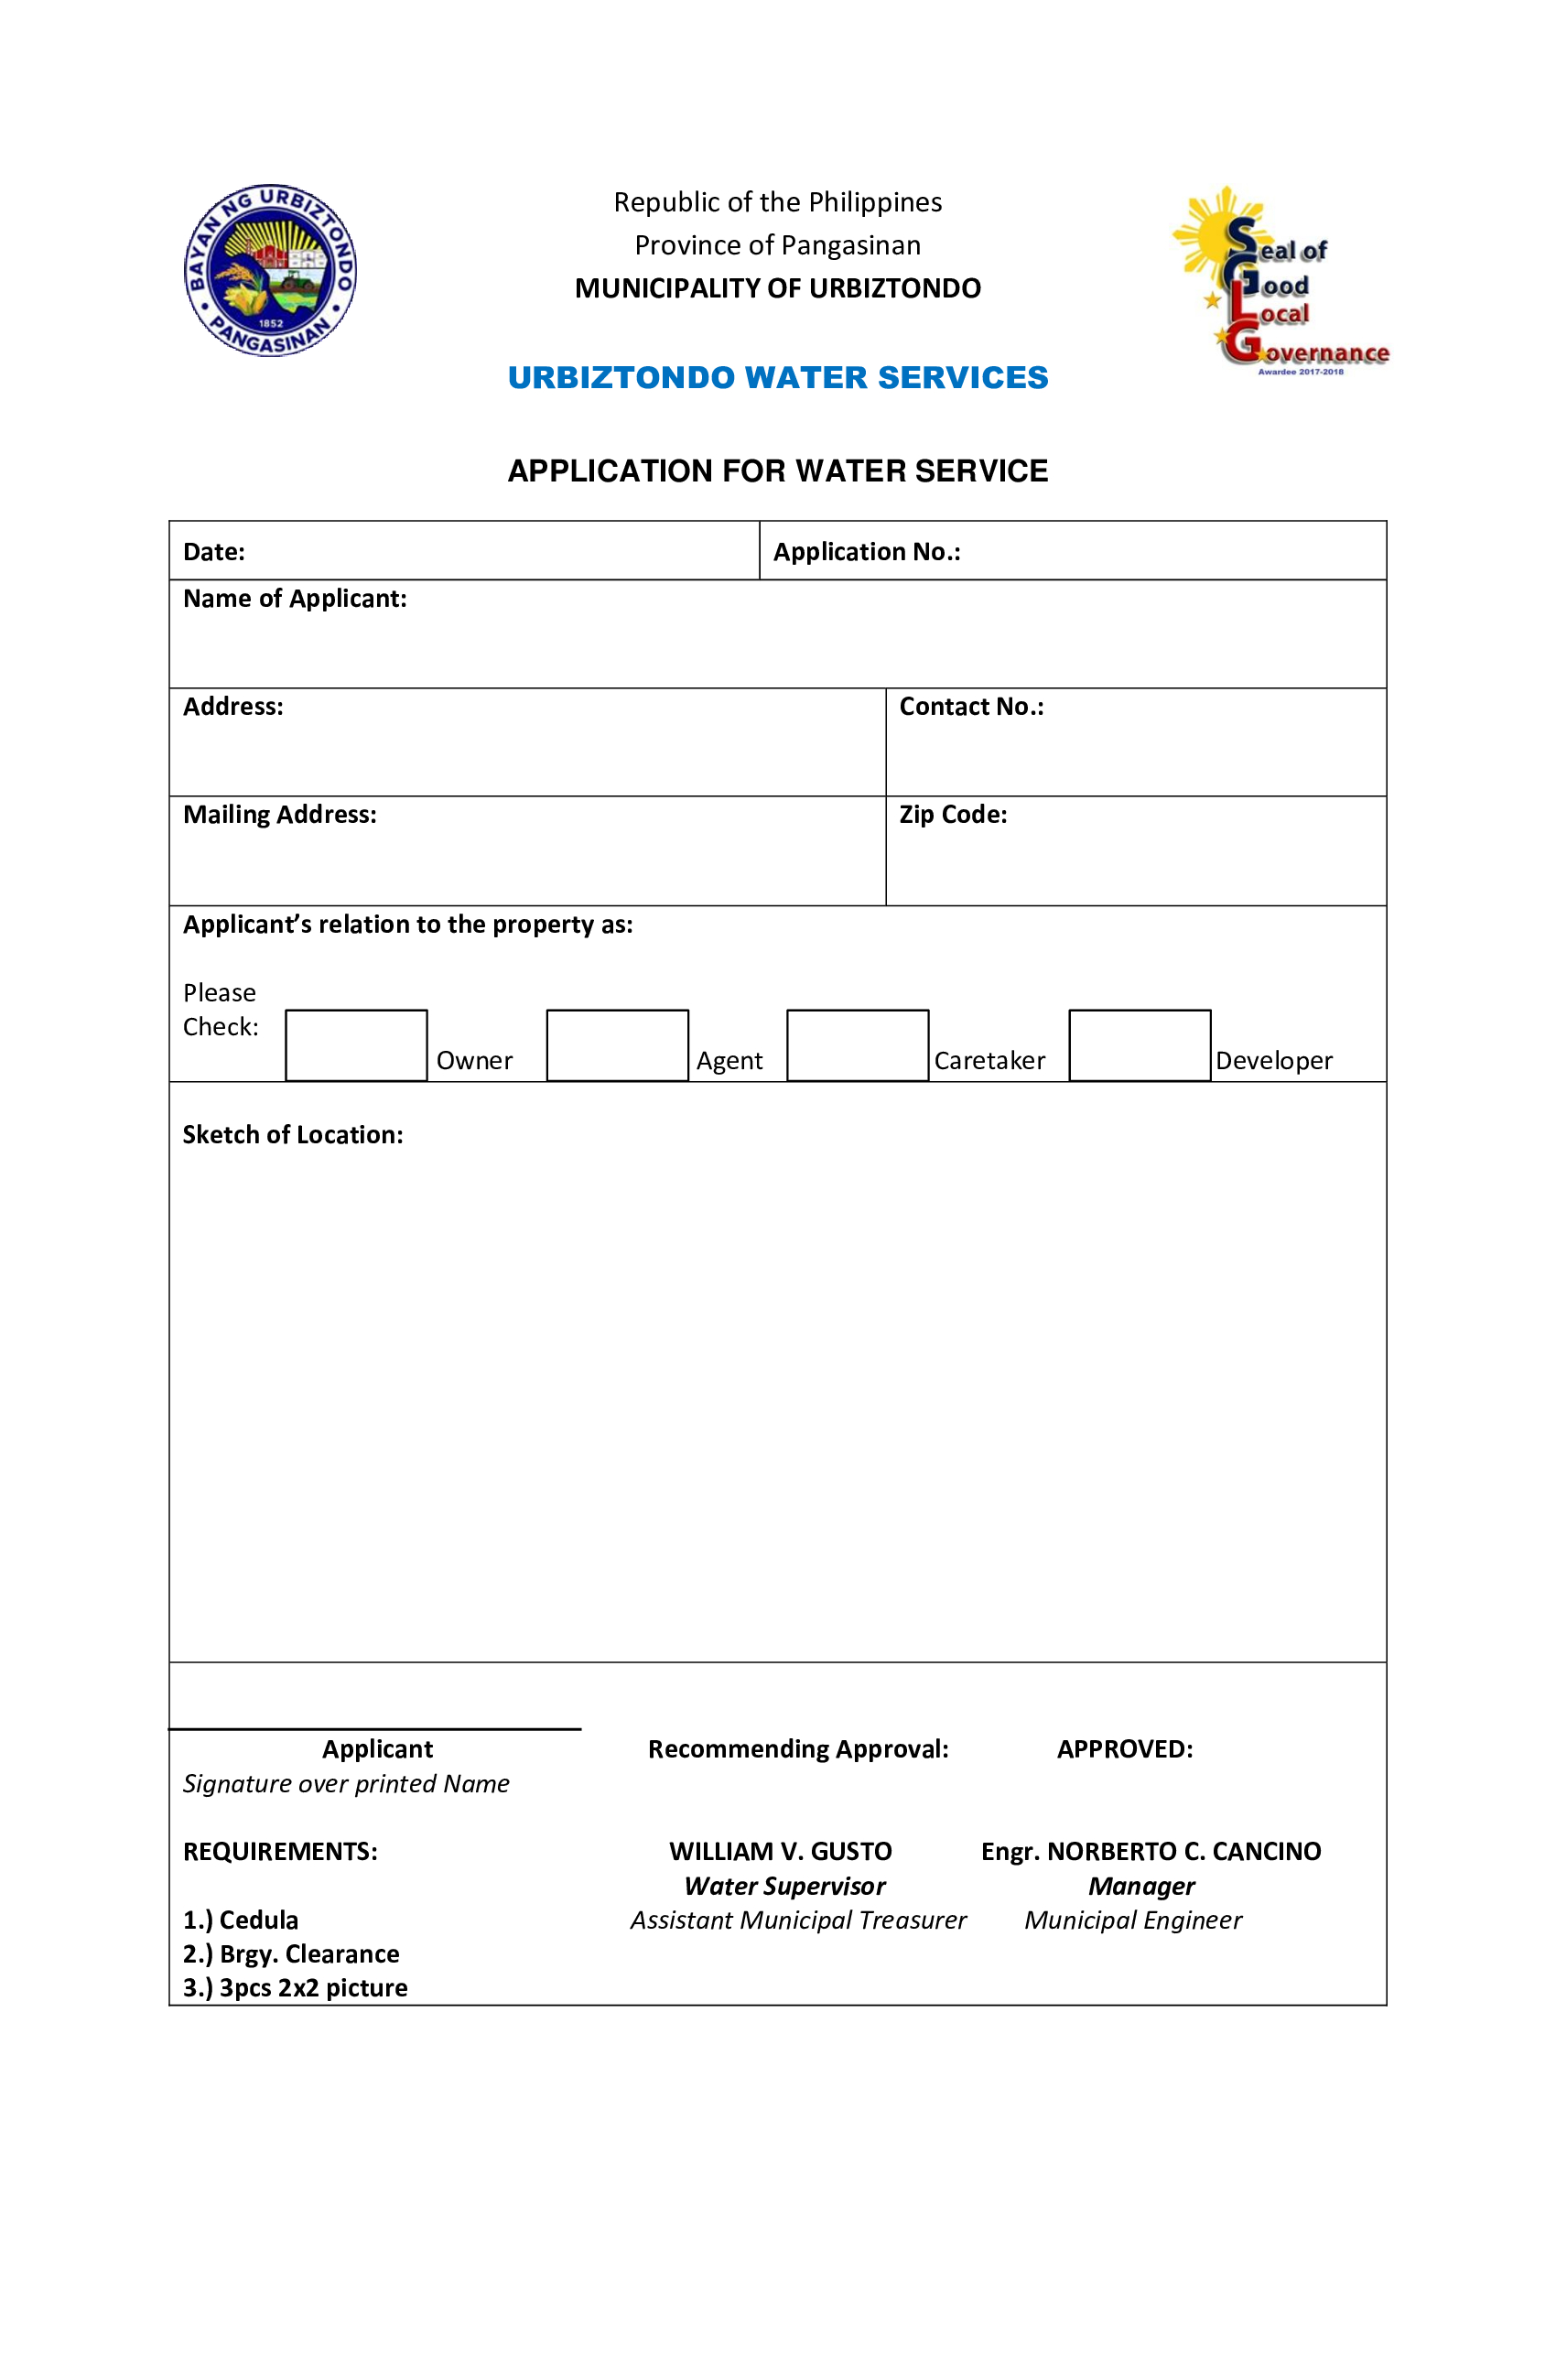 BAYAN NG URBIZTONDO
1852
PANGASINAN
Republic of the Philippines
Province of Pangasinan
MUNICIPALITY OF URBIZTONDO
Seal of
Good
Local
Governance
Awardee 2017-2018
URBIZTONDO WATER SERVICES
APPLICATION FOR WATER SERVICE
Date: Application No.:
Name of Applicant:
Address: Contact No.:
Mailing Address: Zip Code:
Applicant’s relation to the property as:
Please
Check:
Owner Agent Caretaker Developer
Sketch of Location:
Applicant Recommending Approval: APPROVED:
Signature over printed Name
REQUIREMENTS: WILLIAM V. GUSTO Engr. NORBERTO C. CANCINO
Water Supervisor Manager
1.) Cedula Assistant Municipal Treasurer Municipal Engineer
2.) Brgy. Clearance
3.) 3pcs 2x2 picture